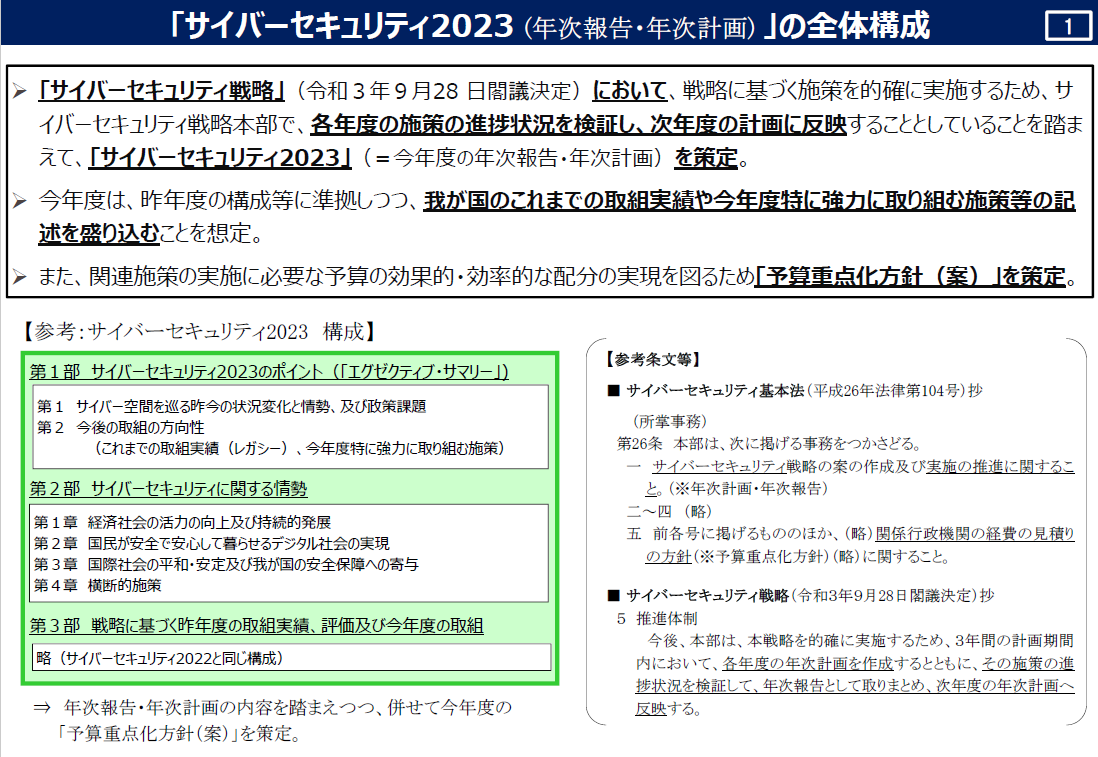 「サイバーセキュリティ2023（年次報告・年次計画）」の全体構成
1
➢ 「サイバーセキュリティ戦略」（令和３年９月28 日閣議決定）において、戦略に基づく施策を的確に実施するため、サ
イバーセキュリティ戦略本部で、各年度の施策の進捗状況を検証し、次年度の計画に反映することとしていることを踏ま
えて、「サイバーセキュリティ2023」（＝今年度の年次報告・年次計画）を策定。
➢ 今年度は、昨年度の構成等に準拠しつつ、我が国のこれまでの取組実績や今年度特に強力に取り組む施策等の記
述を盛り込むことを想定。
➢ また、関連施策の実施に必要な予算の効果的・効率的な配分の実現を図るため「予算重点化方針（案）」を策定。
【参考：サイバーセキュリティ2023 構成】
第１部 サイバーセキュリティ2023のポイント（「エグゼクティブ・サマリー」）
第１ サイバー空間を巡る昨今の状況変化と情勢、及び政策課題
第２ 今後の取組の方向性
（これまでの取組実績（レガシー）、今年度特に強力に取り組む施策）
第２部 サイバーセキュリティに関する情勢
第１章 経済社会の活力の向上及び持続的発展
第２章 国民が安全で安心して暮らせるデジタル社会の実現
第３章 国際社会の平和・安定及び我が国の安全保障への寄与
第４章 横断的施策
第３部 戦略に基づく昨年度の取組実績、評価及び今年度の取組
略（サイバーセキュリティ2022と同じ構成）
⇒ 年次報告・年次計画の内容を踏まえつつ、併せて今年度の
「予算重点化方針（案）」を策定。
【参考条文等】
■ サイバーセキュリティ基本法（平成26年法律第104号）抄
（所掌事務）
第26条 本部は、次に掲げる事務をつかさどる。
一 サイバーセキュリティ戦略の案の作成及び実施の推進に関するこ
と。（※年次計画・年次報告）
二～四 （略）
五 前各号に掲げるもののほか、（略）関係行政機関の経費の見積り
の方針（※予算重点化方針）（略）に関すること。
■ サイバーセキュリティ戦略（令和3年9月28日閣議決定）抄
５ 推進体制
今後、本部は、本戦略を的確に実施するため、3年間の計画期間
内において、各年度の年次計画を作成するとともに、その施策の進
捗状況を検証して、年次報告として取りまとめ、次年度の年次計画へ
反映する。